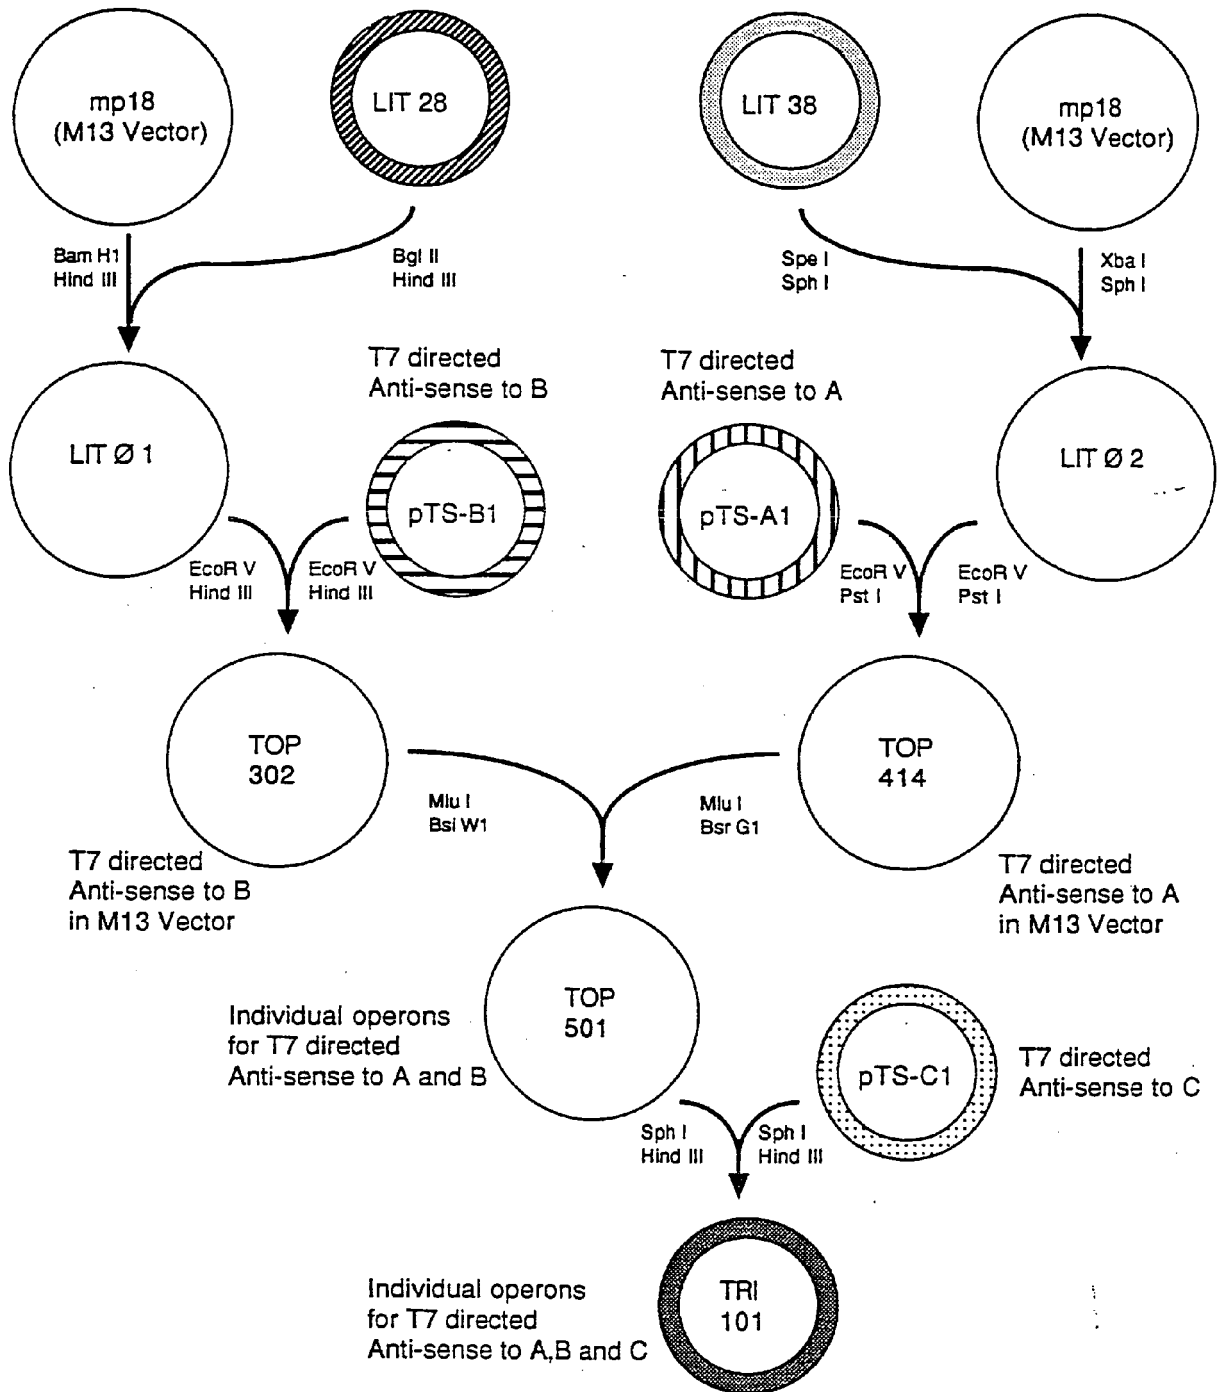 mp18
(M13 Vector)
LIT 28
LIT 38
mp18
(M13 Vector)
Bam H1
Hind III
Bgl II
Hind III
Spe I
Sph I
Xba I
Sph I
T7 directed
Anti-sense to B
T7 directed
Anti-sense to A
LIT Ø 1
pTS-B1
pTS-A1
LIT Ø 2
EcoR V
Hind III
EcoR V
Hind III
EcoR V
Pst I
EcoR V
Pst I
TOP
302
TOP
414
Mlu I
Bsi W1
Mlu I
Bsr G1
T7 directed
Anti-sense to B
in M13 Vector
T7 directed
Anti-sense to A
in M13 Vector
TOP
501
Individual operons
for T7 directed
Anti-sense to A and B
pTS-C1
T7 directed
Anti-sense to C
Sph I
Hind III
Sph I
Hind III
TRI
101
Individual operons
for T7 directed
Anti-sense to A,B and C